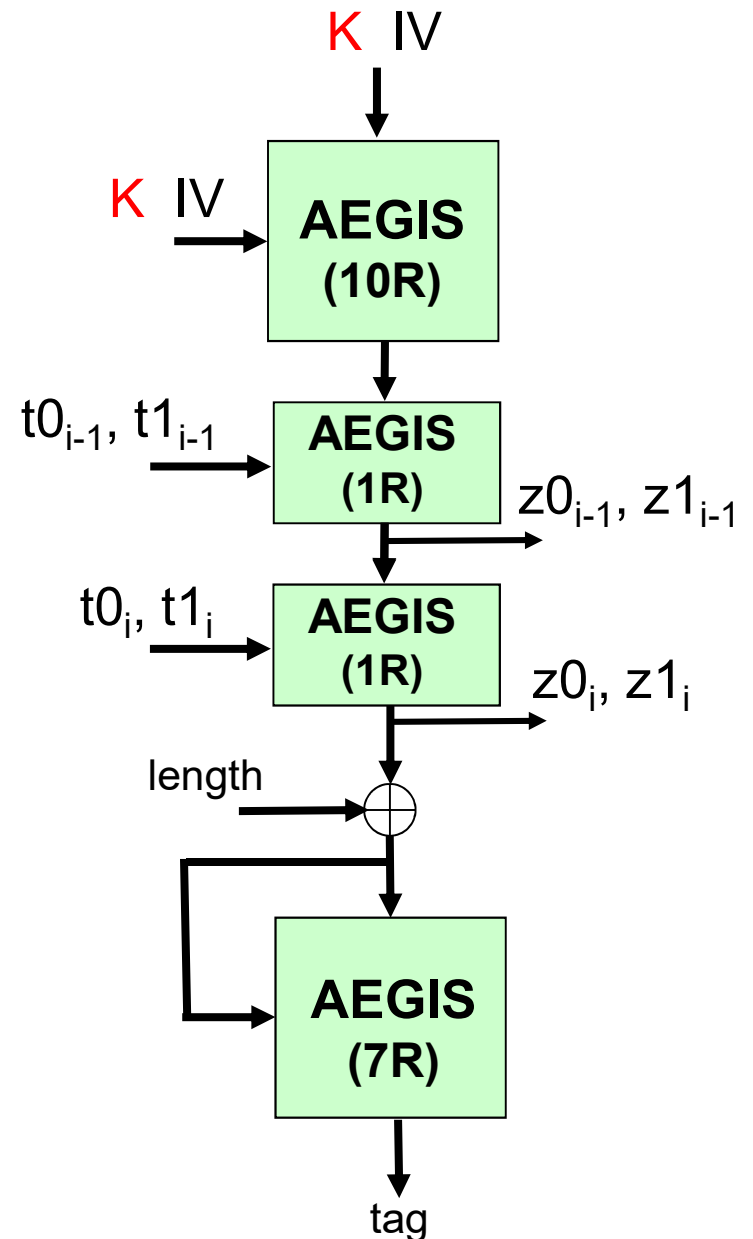 K IV
K IV
AEGIS
(10R)
t0i-1, t1i-1
AEGIS
(1R)
z0i-1, z1i-1
t0i, t1i
AEGIS
(1R)
z0i, z1i
length
AEGIS
(7R)
tag